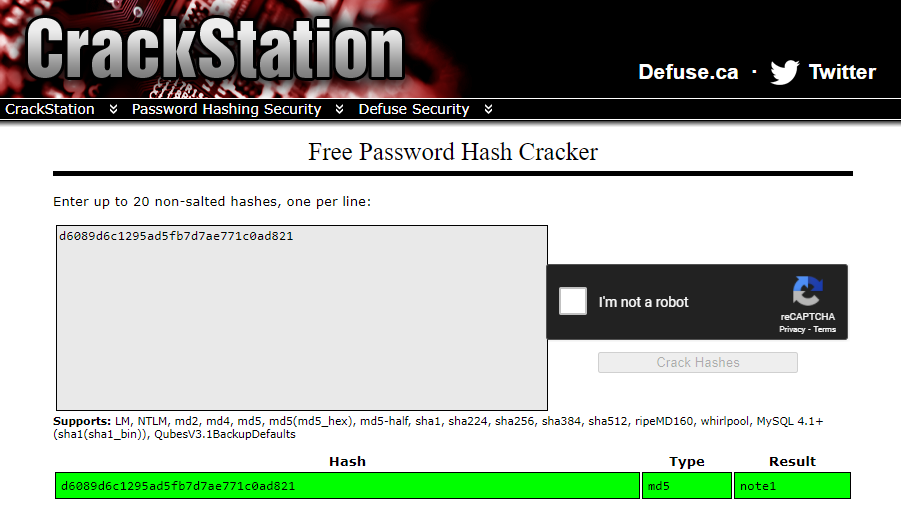 CrackStation
Defuse.ca · Twitter
CrackStation Password Hashing Security Defuse Security
Free Password Hash Cracker
Enter up to 20 non-salted hashes, one per line:
d6089d6c1295ad5fb7d7ae771c0ad821
I'm not a robot
reCAPTCHA
Privacy - Terms
Crack Hashes
Supports: LM, NTLM, md2, md4, md5, md5(md5_hex), md5-half, sha1, sha224, sha256, sha384, sha512, ripeMD160, whirlpool, MySQL 4.1+
(sha1(sha1_bin)), QubesV3.1BackupDefaults
Hash Type Result
d6089d6c1295ad5fb7d7ae771c0ad821 md5 note1